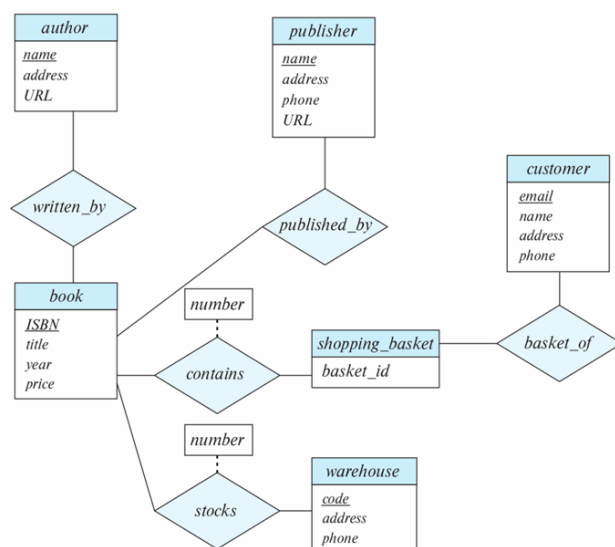 author
name
address
URL
publisher
name
address
phone
URL
customer
email
name
address
phone
written_by
published_by
book
ISBN
title
year
price
number
contains
shopping_basket
basket_id
basket_of
number
stocks
warehouse
code
address
phone